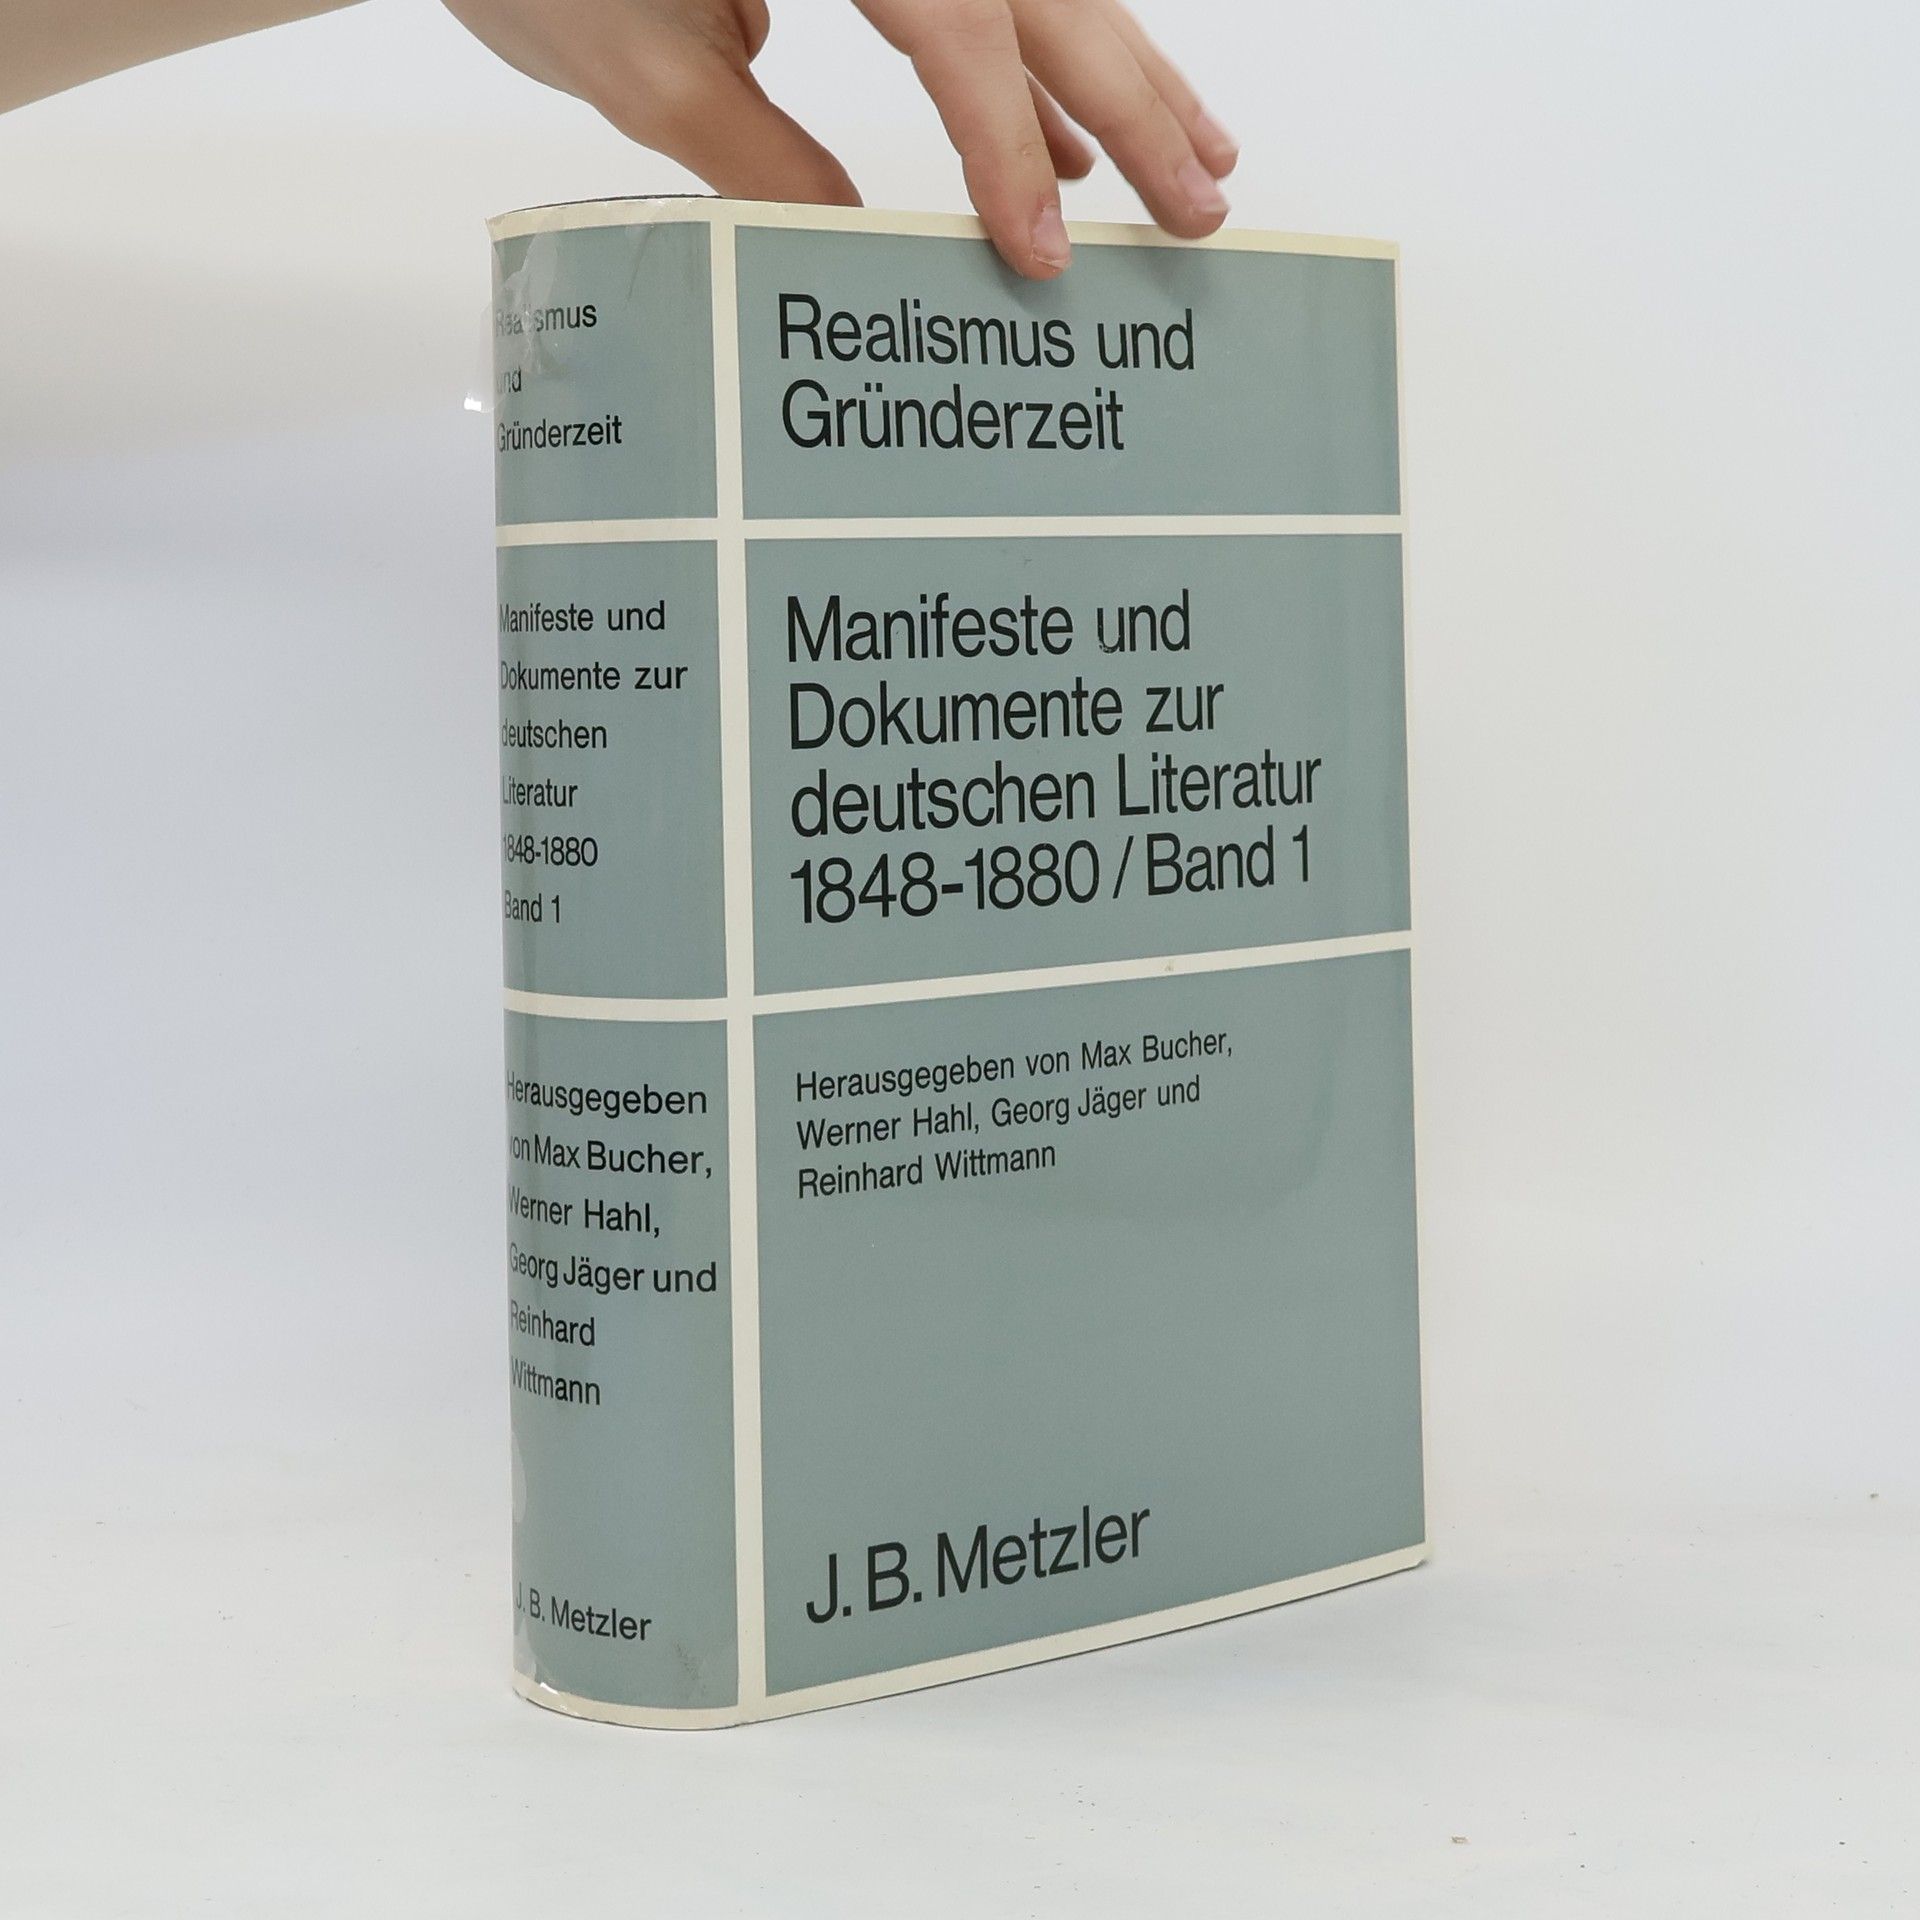 Realismus
und
Gründerzeit
Manifeste und
Dokumente zur
deutschen
Literatur
1848-1880
Band 1
Herausgegeben
von Max Bucher,
Werner Hahl,
Georg Jäger und
Reinhard
Wittmann
J. B. Metzler
Realismus und
Gründerzeit
Manifeste und
Dokumente zur
deutschen Literatur
1848-1880 / Band 1
Herausgegeben von Max Bucher,
Werner Hahl, Georg Jäger und
Reinhard Wittmann
J. B. Metzler